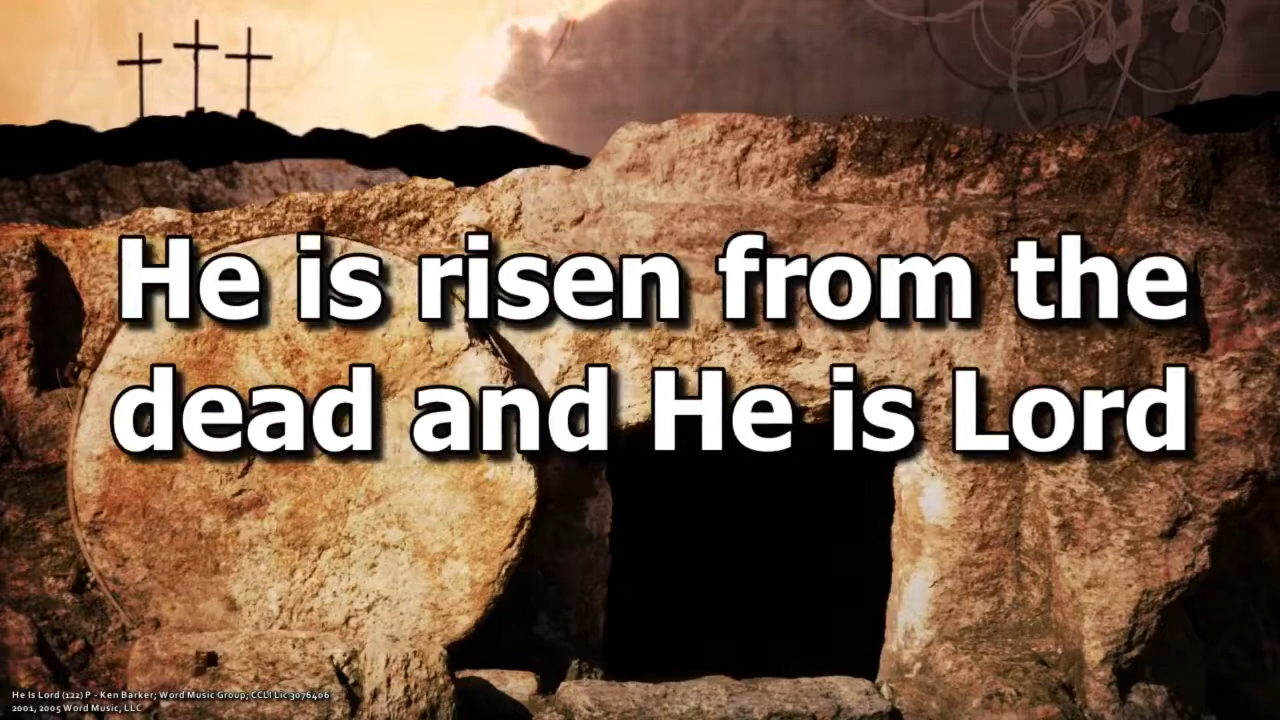 He is risen from the
dead and He is Lord
He Is Lord (122) P - Ken Barker; Word Music Group; CCLI Lic 3076406
2001, 2005 Word Music, LLC